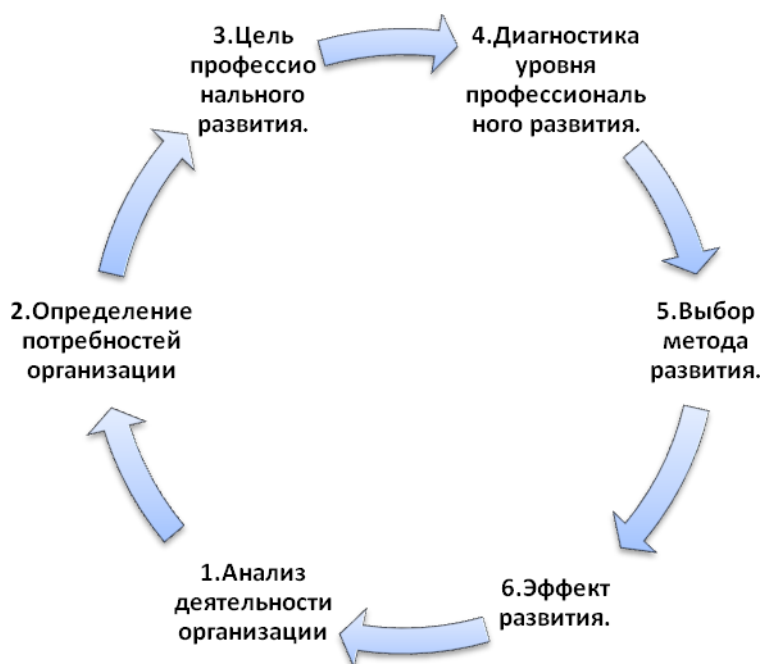 3.Цель
профессио
нального
развития.
4.Диагностика
уровня
профессиональ
ного развития.
2.Определение
потребностей
организации
5.Выбор
метода
развития.
1.Анализ
деятельности
организации
6.Эффект
развития.